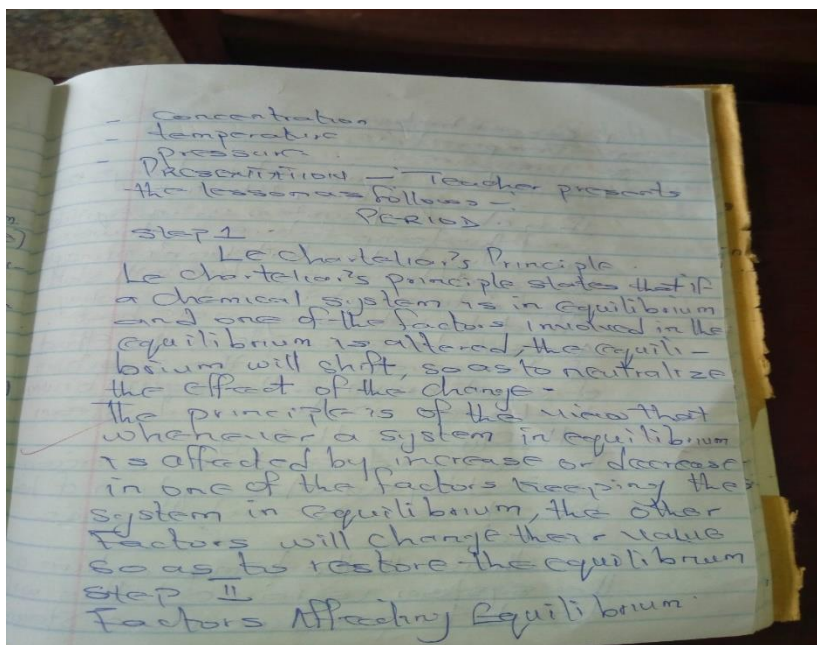 - Concentration
- temperature
- Pressure.
PRESENTATION - Teacher presents
the lesson as follows -
PERIOD
Step 1
Le chartelier's Principle
Le chartelier's principle states that if
a chemical system is in equilibrium
and one of the factors involved in the
equilibrium is altered, the equili-
brium will shift, so as to neutralize
the effect of the change.
The principle is of the view that
whenever a system in equilibrium
is affected by increase or decrease
in one of the factors keeping the
system in equilibrium, the other
factors will change their value
so as to restore the equilibrium
Step II
Factors Affecting Equilibrium.